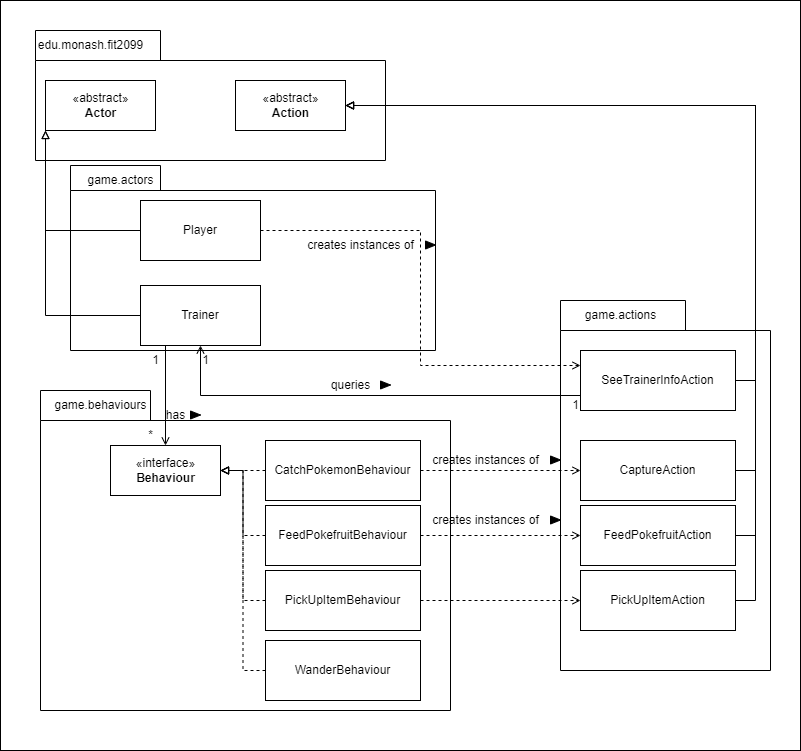 edu.monash.fit2099
«abstract»
Actor
«abstract»
Action
game.actors
Player
creates instances of
Trainer
1
1
game.actions
queries
SeeTrainerInfoAction
1
game.behaviours
has
*
«interface»
Behaviour
CatchPokemonBehaviour
creates instances of
CaptureAction
FeedPokefruitBehaviour
creates instances of
FeedPokefruitAction
PickUpItemBehaviour
PickUpItemAction
WanderBehaviour